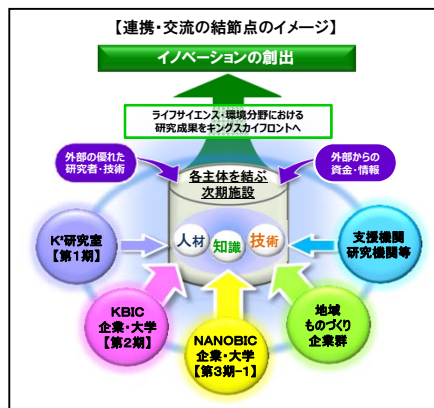 【連携・交流の結節点のイメージ】
イノベーションの創出
ライフサイエンス・環境分野における
研究成果をキングスカイフロントへ
外部の優れた
研究者・技術
外部からの
資金・情報
各主体を結ぶ
次期施設
人材
知識
技術
K²研究室
【第1期】
支援機関
研究機関等
KBIC
企業・大学
【第2期】
NANOBIC
企業・大学
【第3期-1】
地域
ものづくり
企業群